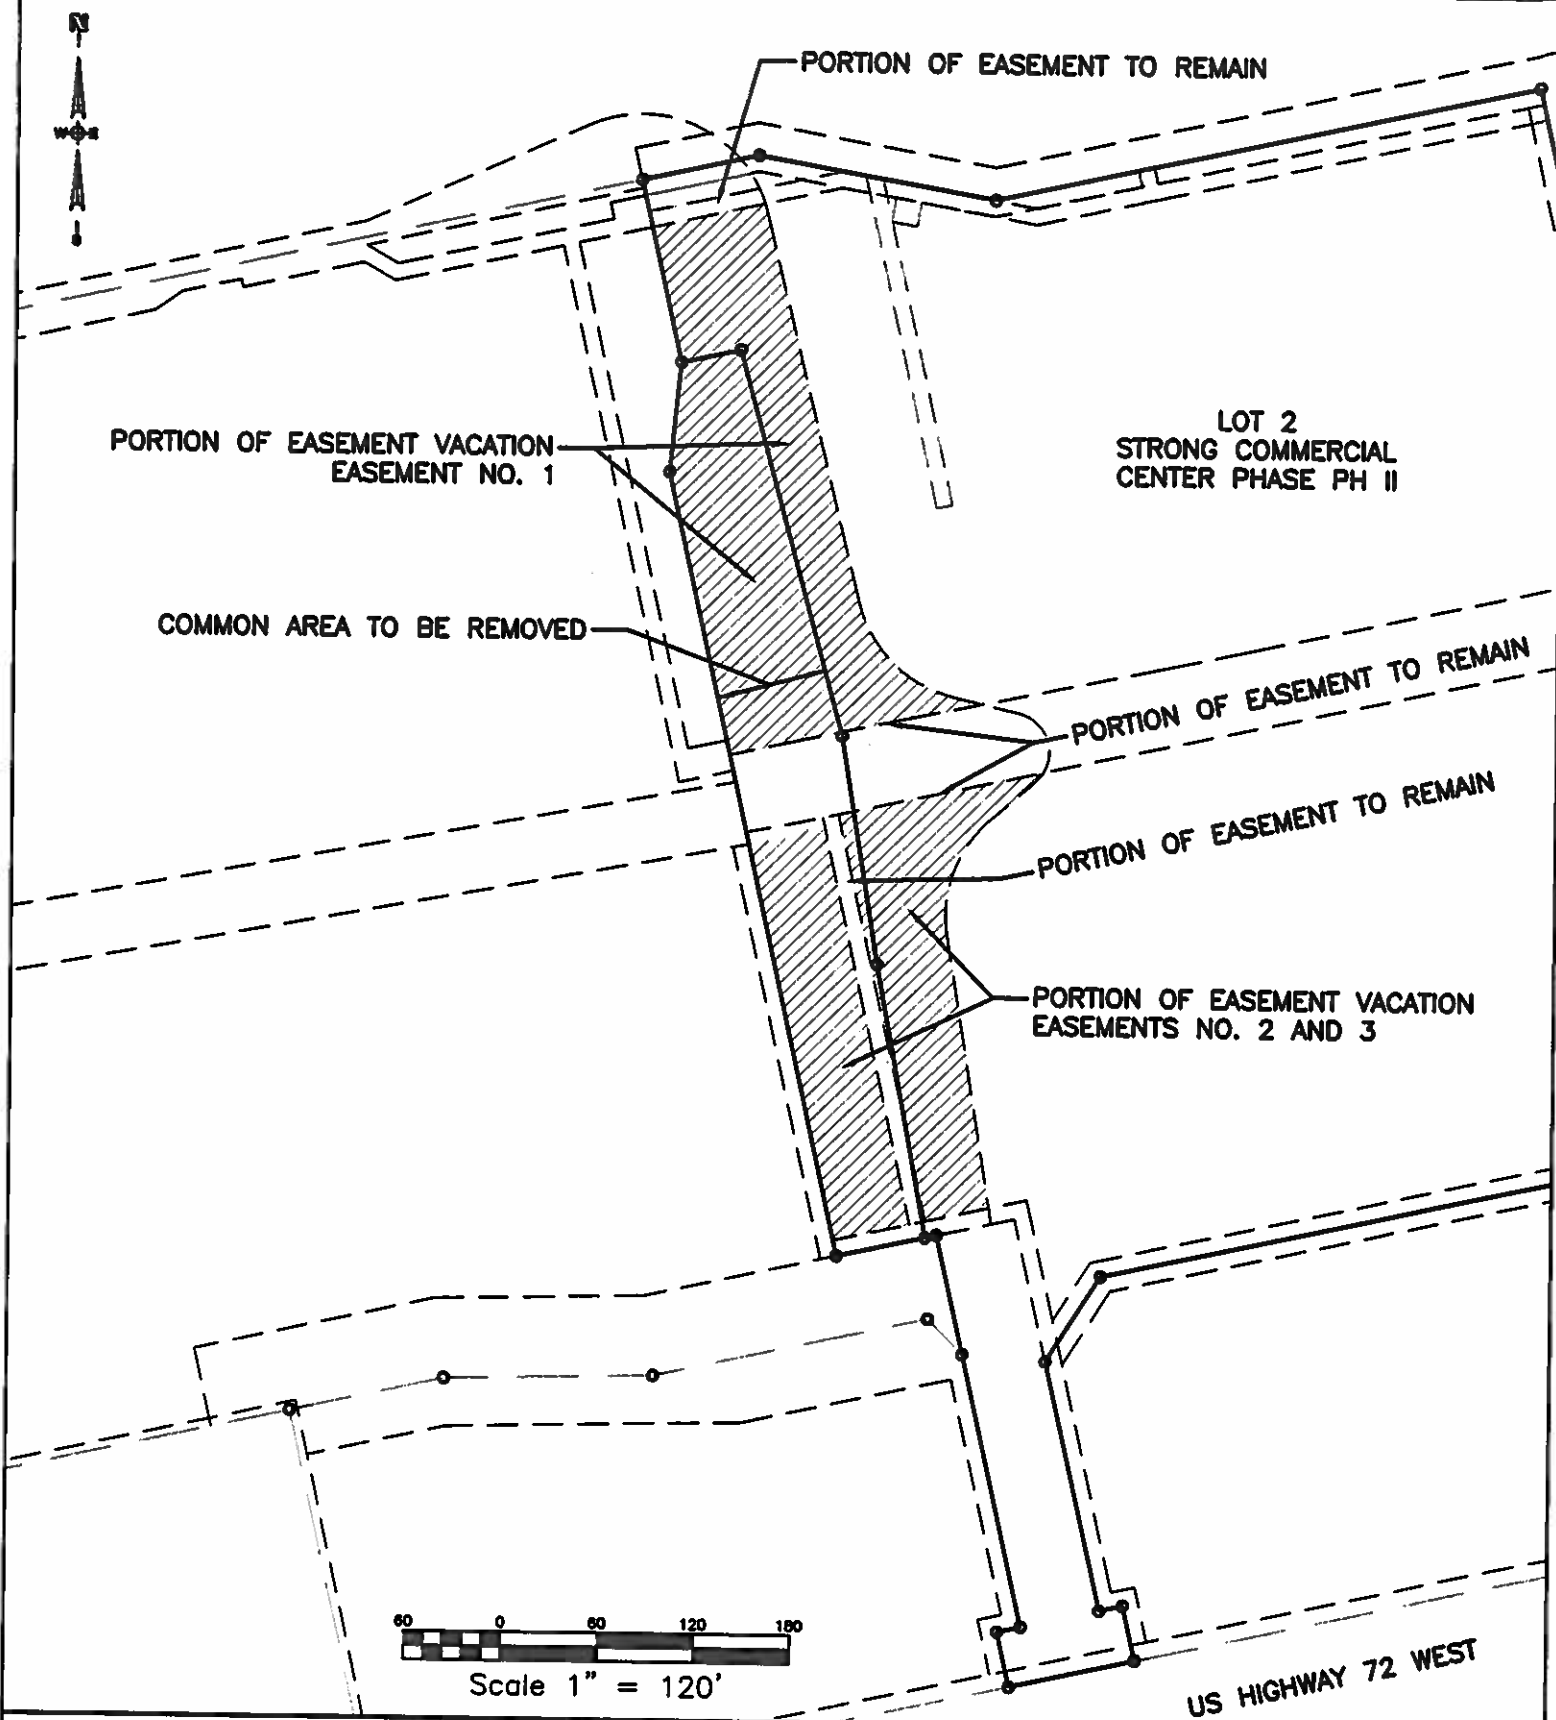 N
W E
S
PORTION OF EASEMENT TO REMAIN
LOT 2
STRONG COMMERCIAL
CENTER PHASE PH II
PORTION OF EASEMENT VACATION
EASEMENT NO. 1
COMMON AREA TO BE REMOVED
PORTION OF EASEMENT TO REMAIN
PORTION OF EASEMENT TO REMAIN
PORTION OF EASEMENT VACATION
EASEMENTS NO. 2 AND 3
60 0 60 120 180
Scale 1" = 120'
US HIGHWAY 72 WEST